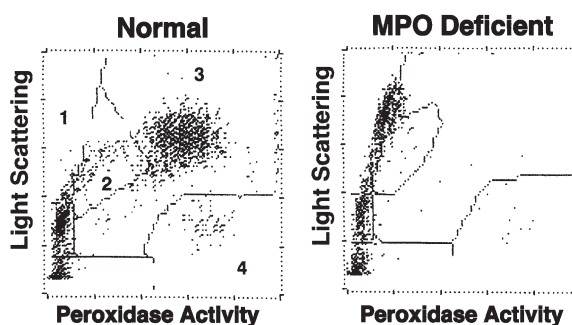 Normal
MPO Deficient
Light Scattering
1
2
3
4
Peroxidase Activity
Light Scattering
Peroxidase Activity